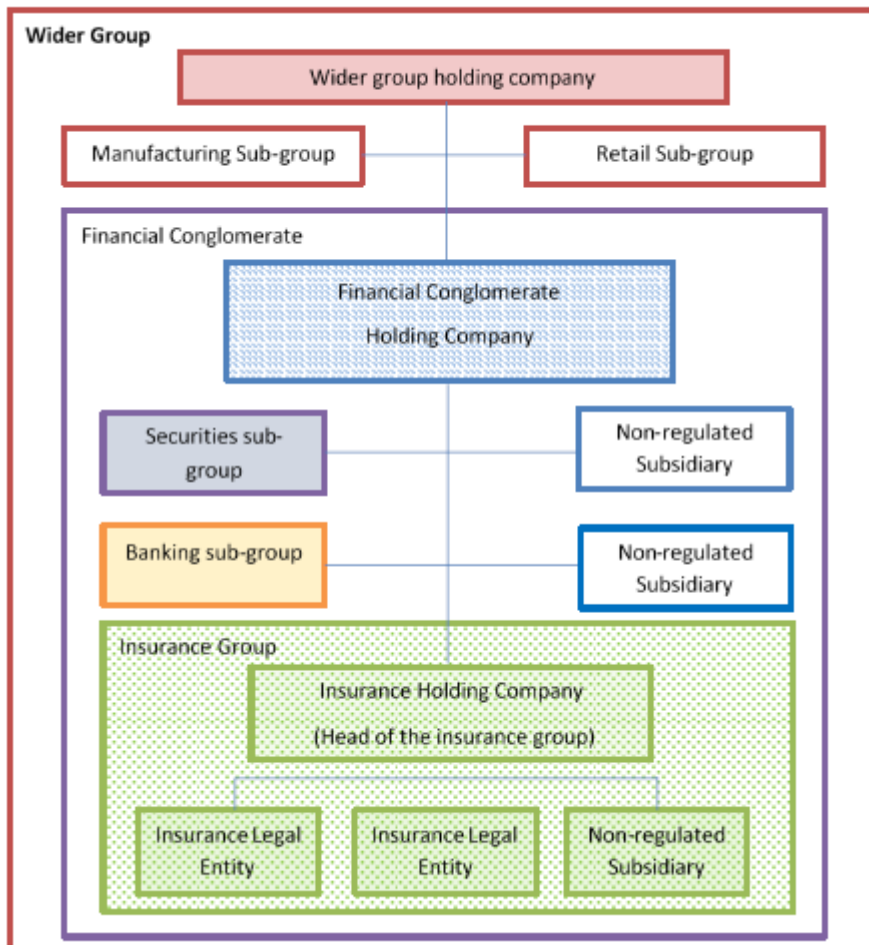 Wider Group
Wider group holding company
Manufacturing Sub-group
Retail Sub-group
Financial Conglomerate
Financial Conglomerate
Holding Company
Securities sub-
group
Non-regulated
Subsidiary
Banking sub-group
Non-regulated
Subsidiary
Insurance Group
Insurance Holding Company
(Head of the insurance group)
Insurance Legal
Entity
Insurance Legal
Entity
Non-regulated
Subsidiary